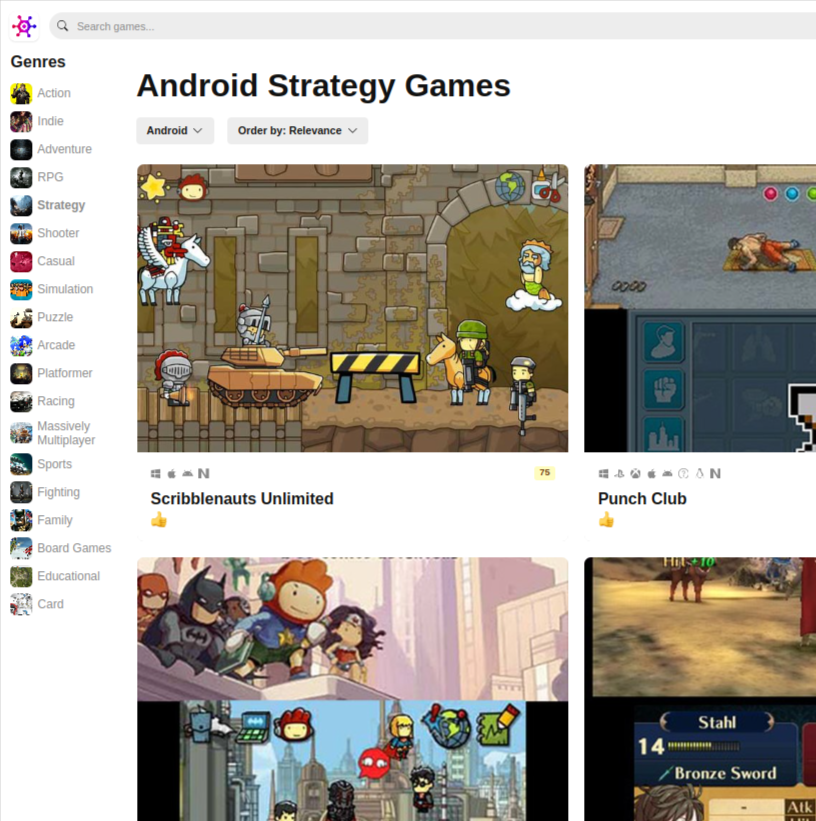 Search games...
Genres
Action
Indie
Adventure
RPG
Strategy
Shooter
Casual
Simulation
Puzzle
Arcade
Platformer
Racing
Massively
Multiplayer
Sports
Fighting
Family
Board Games
Educational
Card
Android Strategy Games
Android
Order by: Relevance
75
Scribblenauts Unlimited
Punch Club
Hit +10
Stahl
14
Bronze Sword
-
Atk